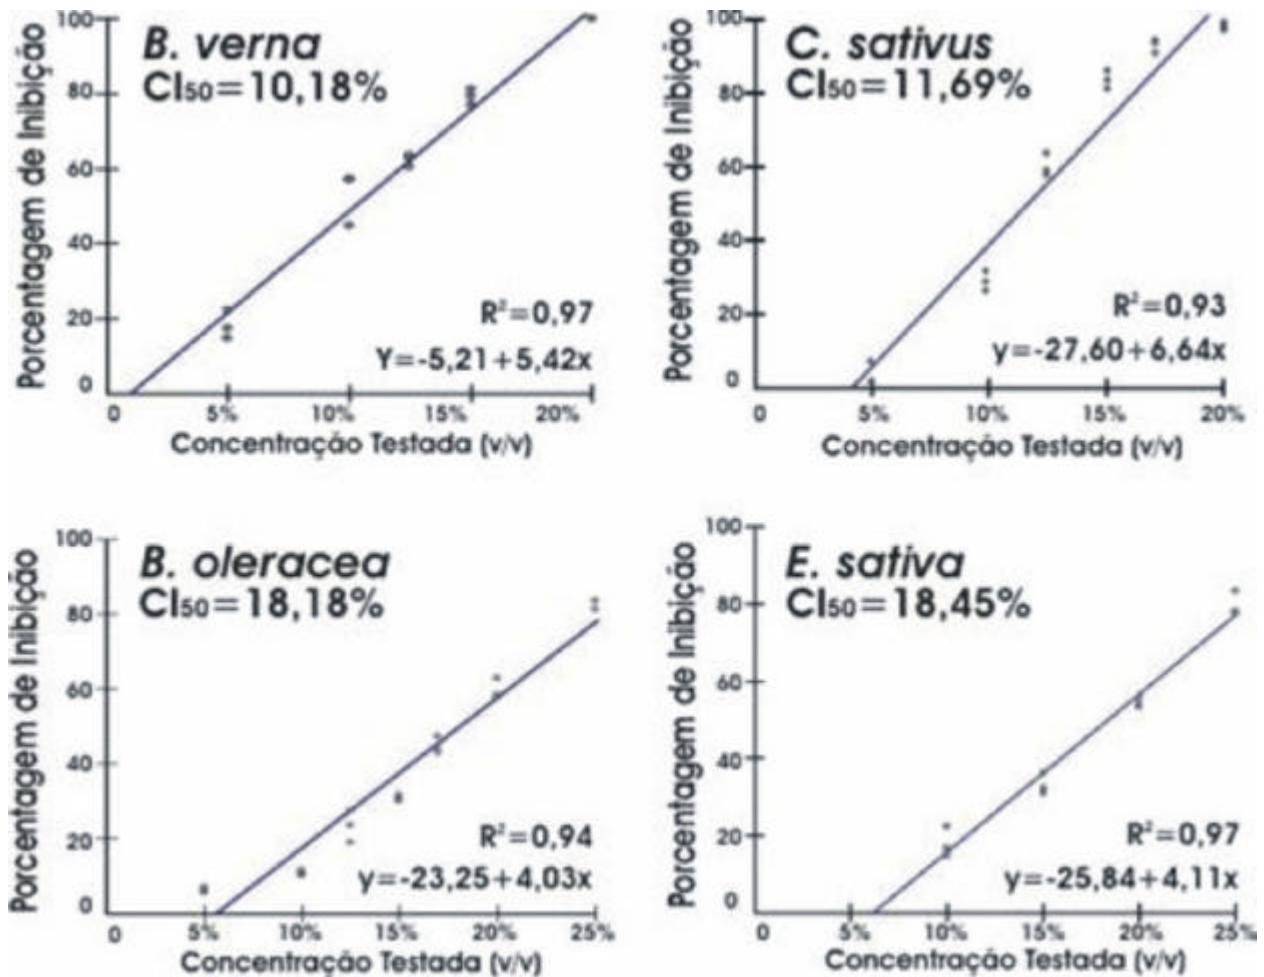 Porcentagem de Inibição
100
80
60
40
20
0
B. verna
CI50=10,18%
R²=0,97
Y=-5,21+5,42x
0 5% 10% 15% 20%
Concentração Testada (v/v)
Porcentagem de Inibição
100
80
60
40
20
0
C. sativus
CI50=11,69%
R²=0,93
y=-27,60+6,64x
0 5% 10% 15% 20%
Concentração Testada (v/v)
Porcentagem de Inibição
100
80
60
40
20
0
B. oleracea
CI50=18,18%
R²=0,94
y=-23,25+4,03x
0 5% 10% 15% 20% 25%
Concentração Testada (v/v)
Porcentagem de Inibição
100
80
60
40
20
0
E. sativa
CI50=18,45%
R²=0,97
y=-25,84+4,11x
0 5% 10% 15% 20% 25%
Concentração Testada (v/v)